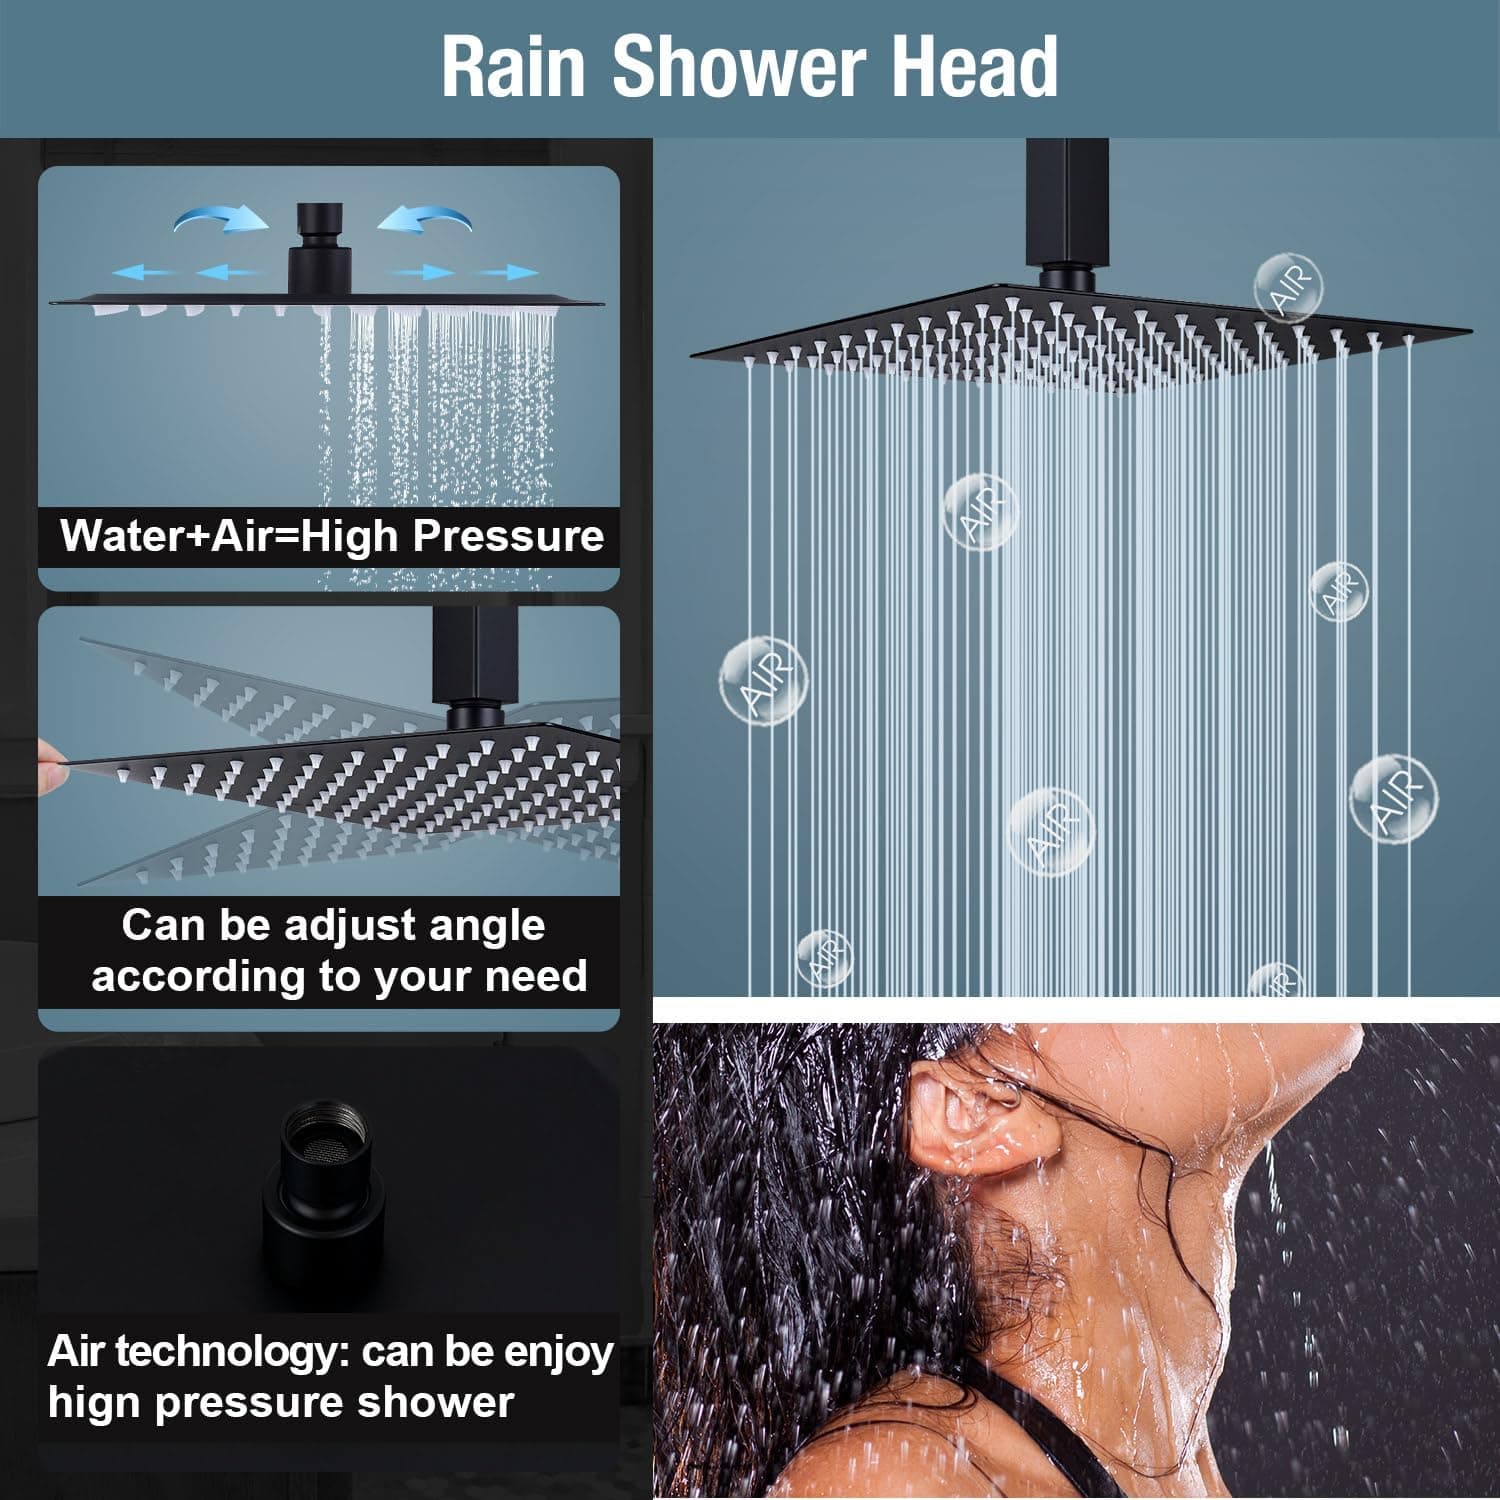 Rain Shower Head
Water+Air=High Pressure
Can be adjust angle
according to your need
Air technology: can be enjoy
hign pressure shower
AIR
AIR
AIR
AIR
AIR
AIR
AIR
AIR